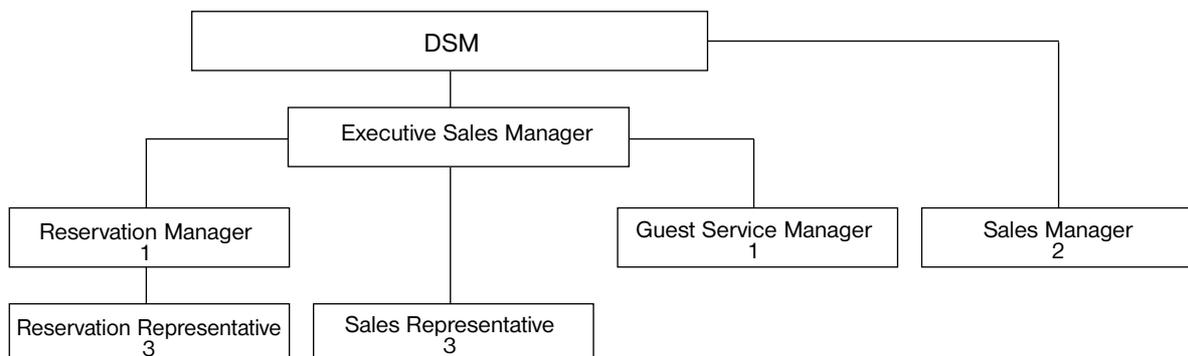 DSM
Executive Sales Manager
Reservation Manager
1
Guest Service Manager
1
Sales Manager
2
Reservation Representative
3
Sales Representative
3